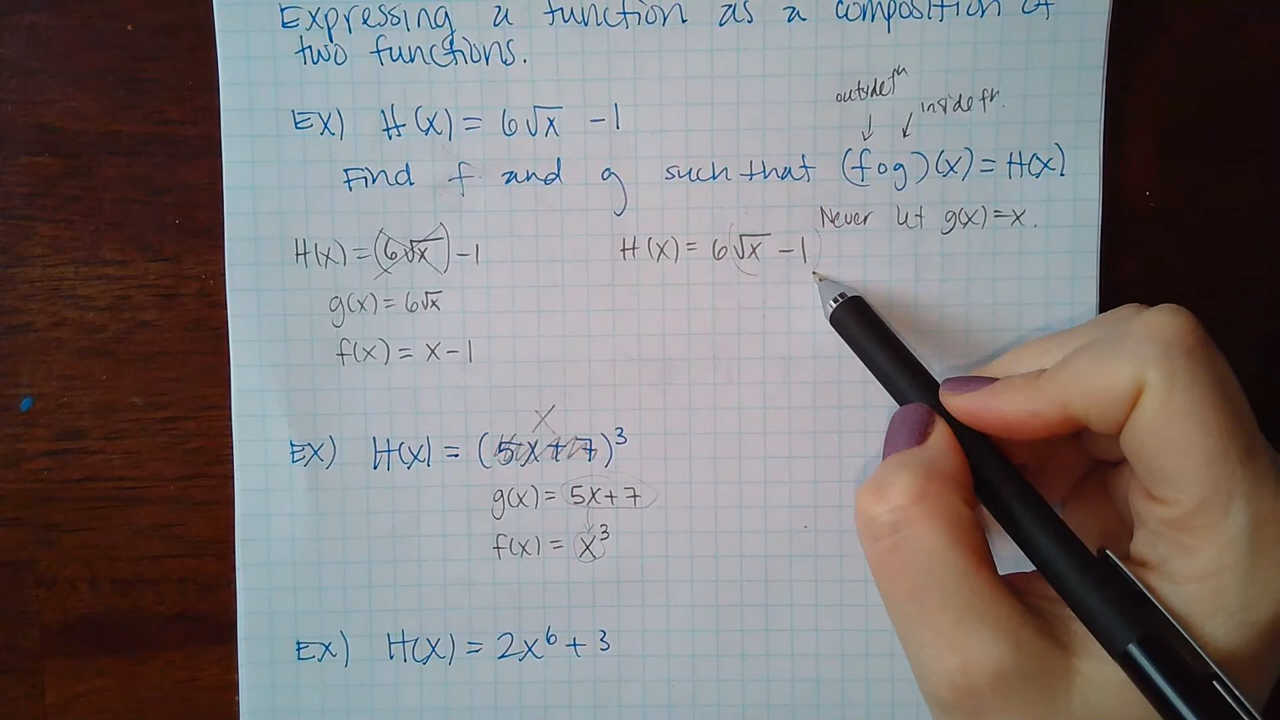 Expressing a function as a composition of
two functions.
outside fn
inside fn.
EX) H(x) = 6√x - 1
Find f and g such that (f∘g)(x) = H(x)
Never let g(x) = x.
H(x) = (6√x) - 1
H(x) = 6(√x - 1)
g(x) = 6√x
f(x) = x - 1
x
EX) H(x) = (5x+7)³
g(x) = 5x+7
f(x) = x³
EX) H(x) = 2x⁶ + 3